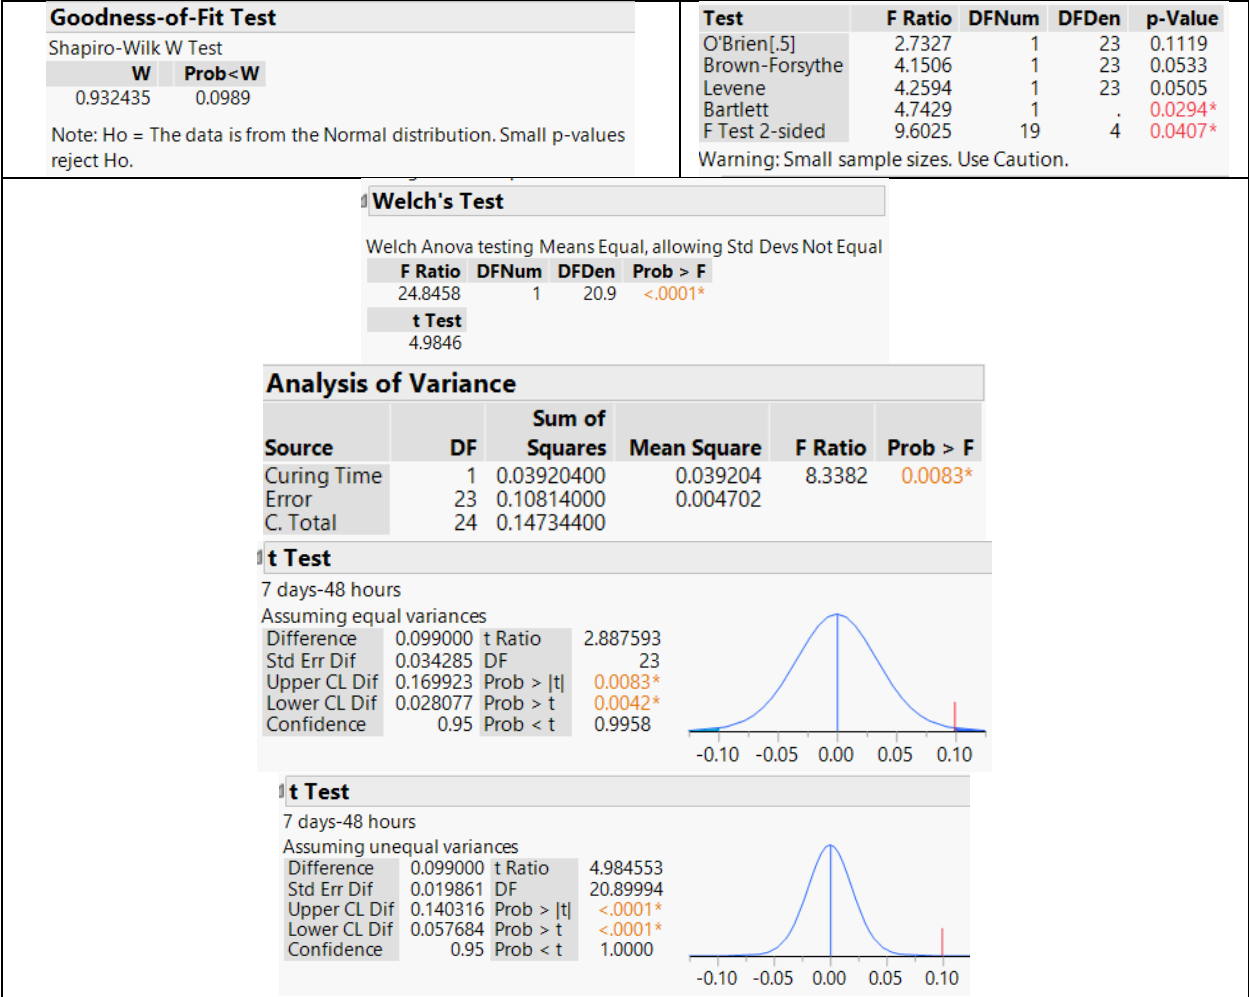 Goodness-of-Fit Test
Shapiro-Wilk W Test
W Prob<W
0.932435 0.0989
Note: Ho = The data is from the Normal distribution. Small p-values
reject Ho.
Test F Ratio DFNum DFDen p-Value
O'Brien[.5] 2.7327 1 23 0.1119
Brown-Forsythe 4.1506 1 23 0.0533
Levene 4.2594 1 23 0.0505
Bartlett 4.7429 1 . 0.0294*
F Test 2-sided 9.6025 19 4 0.0407*
Warning: Small sample sizes. Use Caution.
Welch's Test
Welch Anova testing Means Equal, allowing Std Devs Not Equal
F Ratio DFNum DFDen Prob > F
24.8458 1 20.9 <.0001*
t Test
4.9846
Analysis of Variance
Sum of
Source DF Squares Mean Square F Ratio Prob > F
Curing Time 1 0.03920400 0.039204 8.3382 0.0083*
Error 23 0.10814000 0.004702
C. Total 24 0.14734400
t Test
7 days-48 hours
Assuming equal variances
Difference 0.099000 t Ratio 2.887593
Std Err Dif 0.034285 DF 23
Upper CL Dif 0.169923 Prob > |t| 0.0083*
Lower CL Dif 0.028077 Prob > t 0.0042*
Confidence 0.95 Prob < t 0.9958
-0.10 -0.05 0.00 0.05 0.10
t Test
7 days-48 hours
Assuming unequal variances
Difference 0.099000 t Ratio 4.984553
Std Err Dif 0.019861 DF 20.89994
Upper CL Dif 0.140316 Prob > |t| <.0001*
Lower CL Dif 0.057684 Prob > t <.0001*
Confidence 0.95 Prob < t 1.0000
-0.10 -0.05 0.00 0.05 0.10